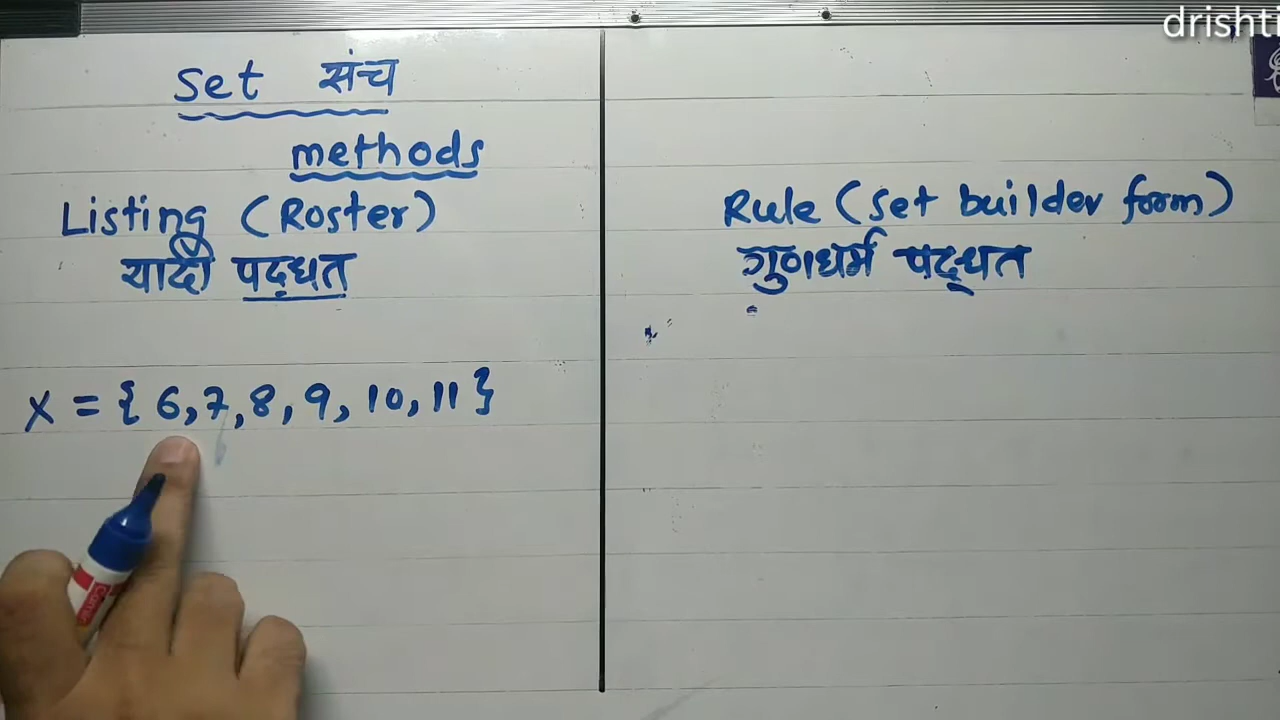 drishti
Set संच
methods
Listing (Roster)
यादी पद्धत
X = { 6, 7, 8, 9, 10, 11 }
Rule (set builder form)
गुणधर्म पद्धत